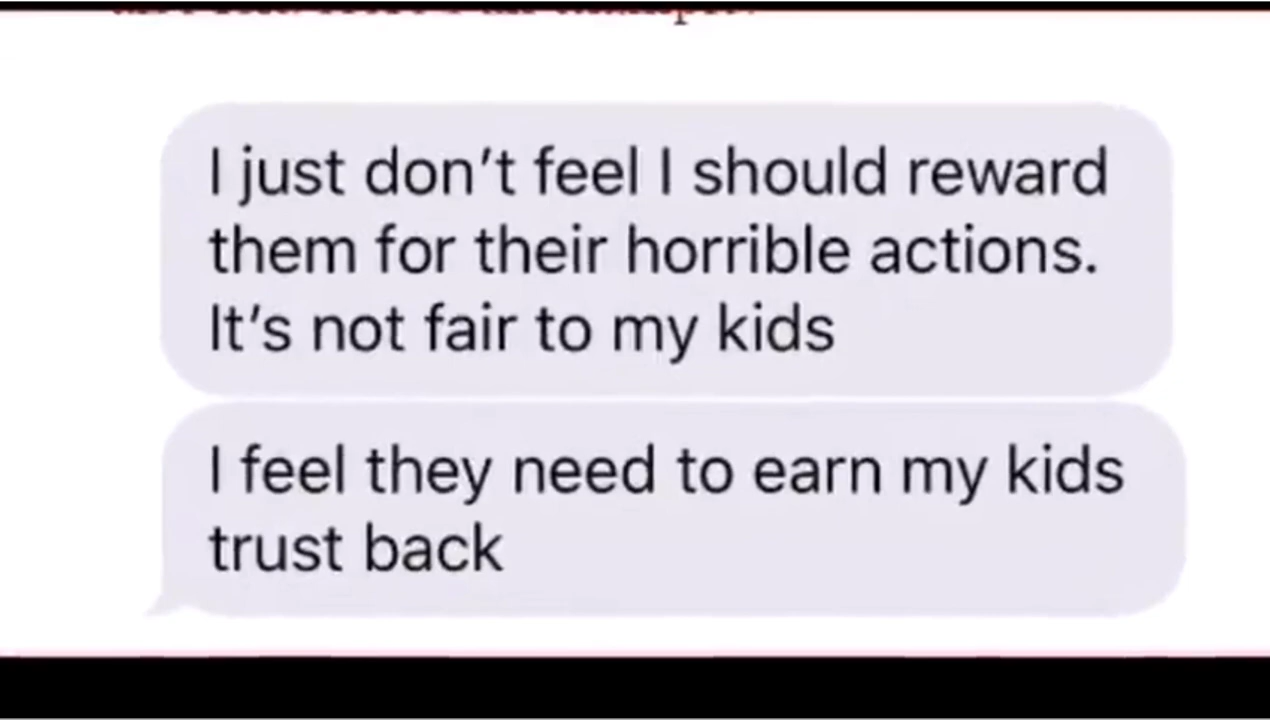 I just don't feel I should reward
them for their horrible actions.
It's not fair to my kids
I feel they need to earn my kids
trust back